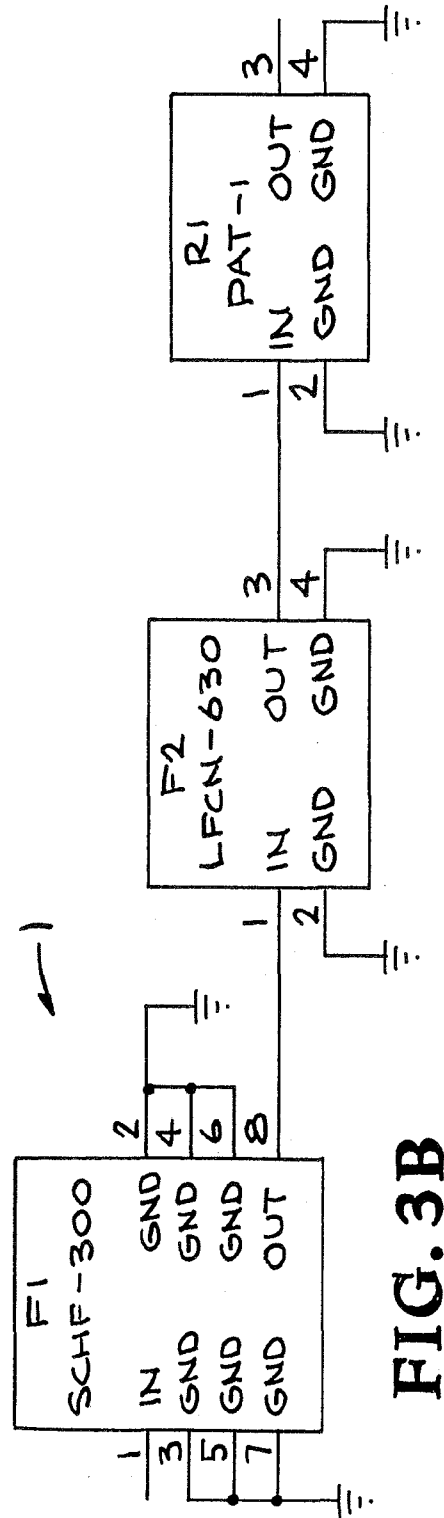 1
F1
SCHF-300
1 IN GND 2
3 GND GND 4
5 GND GND 6
7 GND OUT 8
F2
LFCN-630
1 IN OUT 3
2 GND GND 4
R1
PAT-1
1 IN OUT 3
2 GND GND 4
FIG. 3B